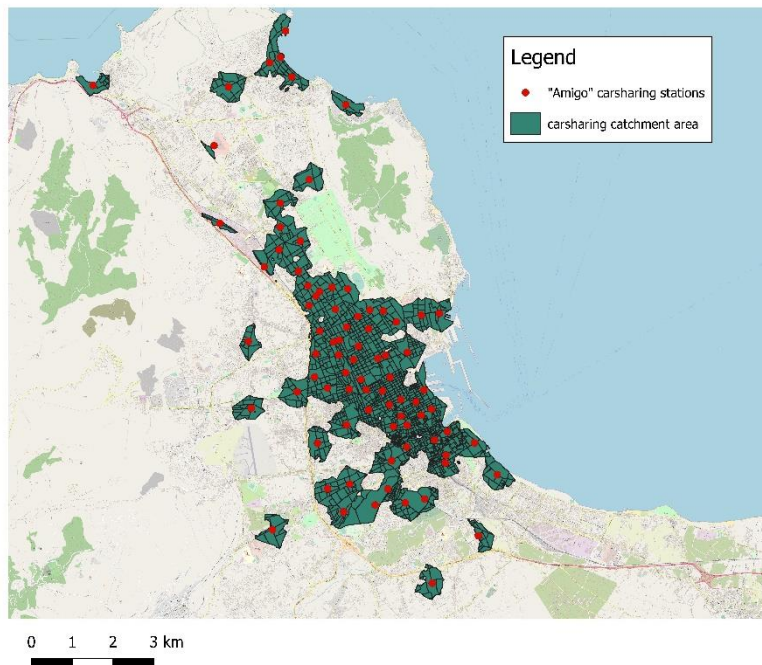 Legend
"Amigo" carsharing stations
carsharing catchment area
0 1 2 3 km